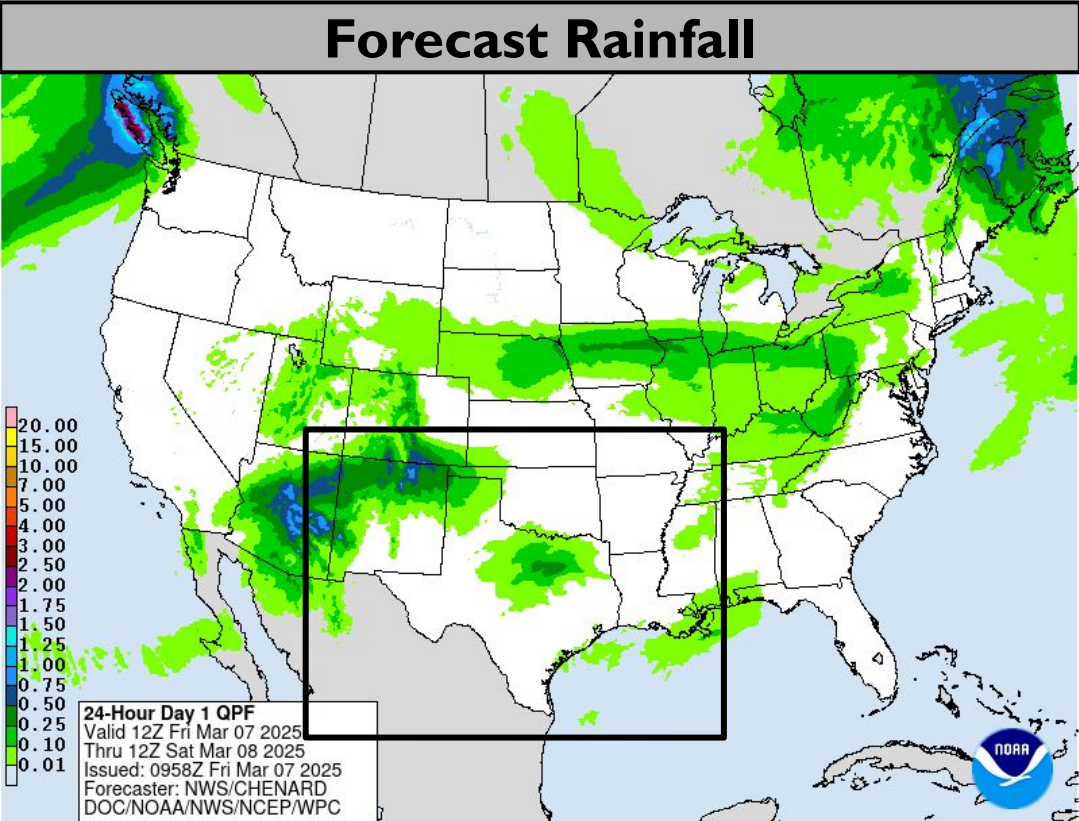 Forecast Rainfall
20.00
15.00
10.00
7.00
5.00
4.00
3.00
2.50
2.00
1.75
1.50
1.25
1.00
0.75
0.50
0.25
0.10
0.01
24-Hour Day 1 QPF
Valid 12Z Fri Mar 07 2025
Thru 12Z Sat Mar 08 2025
Issued: 0958Z Fri Mar 07 2025
Forecaster: NWS/CHENARD
DOC/NOAA/NWS/NCEP/WPC
NOAA